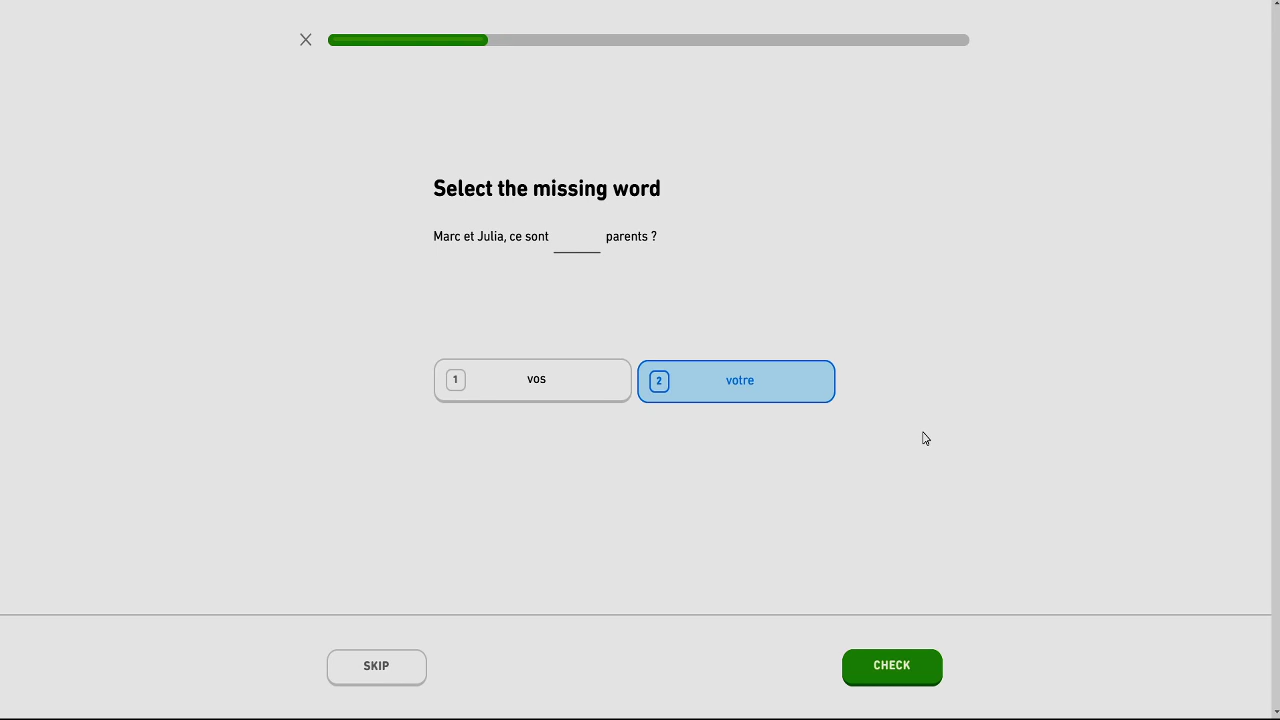 Select the missing word
Marc et Julia, ce sont ______ parents ?
1 vos
2 votre
SKIP
CHECK